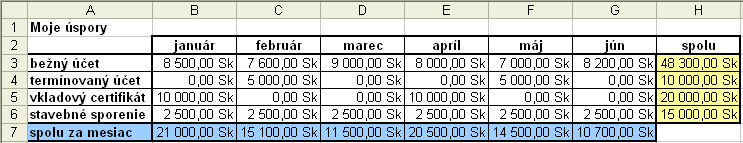 A B C D E F G H
1 Moje úspory
2 január február marec apríl máj jún spolu
3 bežný účet 8 500,00 Sk 7 600,00 Sk 9 000,00 Sk 8 000,00 Sk 7 000,00 Sk 8 200,00 Sk 48 300,00 Sk
4 termínovaný účet 0,00 Sk 5 000,00 Sk 0,00 Sk 0,00 Sk 5 000,00 Sk 0,00 Sk 10 000,00 Sk
5 vkladový certifikát 10 000,00 Sk 0,00 Sk 0,00 Sk 10 000,00 Sk 0,00 Sk 0,00 Sk 20 000,00 Sk
6 stavebné sporenie 2 500,00 Sk 2 500,00 Sk 2 500,00 Sk 2 500,00 Sk 2 500,00 Sk 2 500,00 Sk 15 000,00 Sk
7 spolu za mesiac 21 000,00 Sk 15 100,00 Sk 11 500,00 Sk 20 500,00 Sk 14 500,00 Sk 10 700,00 Sk